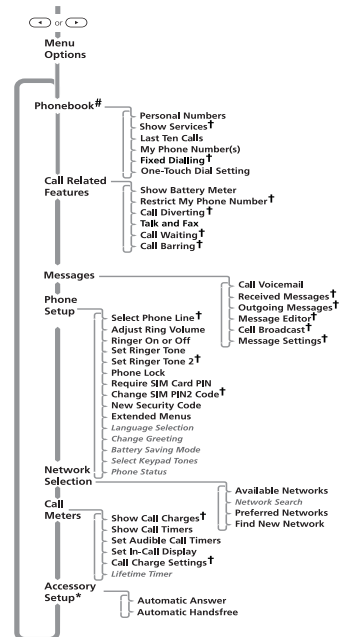 or
Menu
Options
Phonebook#
Personal Numbers
Show Services†
Last Ten Calls
My Phone Number(s)
Fixed Dialling†
One-Touch Dial Setting
Call Related
Features
Show Battery Meter
Restrict My Phone Number†
Call Diverting†
Talk and Fax
Call Waiting†
Call Barring†
Messages
Call Voicemail
Received Messages†
Outgoing Messages†
Message Editor†
Cell Broadcast†
Message Settings†
Phone
Setup
Select Phone Line†
Adjust Ring Volume
Ringer On or Off
Set Ringer Tone
Set Ringer Tone 2†
Phone Lock
Require SIM Card PIN
Change SIM PIN2 Code†
New Security Code
Extended Menus
Language Selection
Change Greeting
Battery Saving Mode
Select Keypad Tones
Phone Status
Network
Selection
Available Networks
Network Search
Preferred Networks
Find New Network
Call
Meters
Show Call Charges†
Show Call Timers
Set Audible Call Timers
Set In-Call Display
Call Charge Settings†
Lifetime Timer
Accessory
Setup*
Automatic Answer
Automatic Handsfree